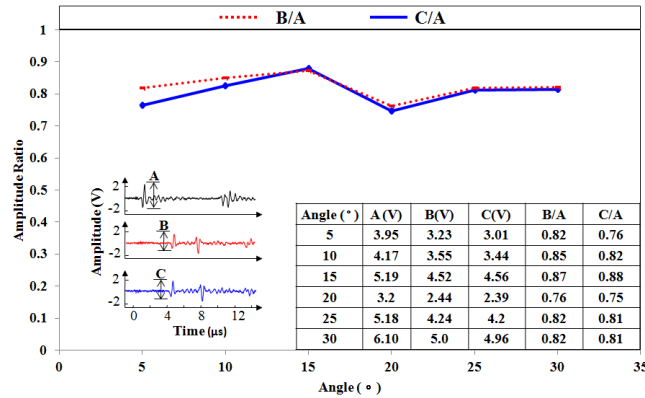 B/A C/A
1
0.9
0.8
0.7
0.6
0.5
0.4
0.3
0.2
0.1
0
Amplitude Ratio
0 5 10 15 20 25 30 35
Angle (°)
2
-2
A
2
-2
B
2
-2
C
Amplitude (V)
0 4 8 12
Time (μs)
Angle (°) A (V) B(V) C(V) B/A C/A
5 3.95 3.23 3.01 0.82 0.76
10 4.17 3.55 3.44 0.85 0.82
15 5.19 4.52 4.56 0.87 0.88
20 3.2 2.44 2.39 0.76 0.75
25 5.18 4.24 4.2 0.82 0.81
30 6.10 5.0 4.96 0.82 0.81